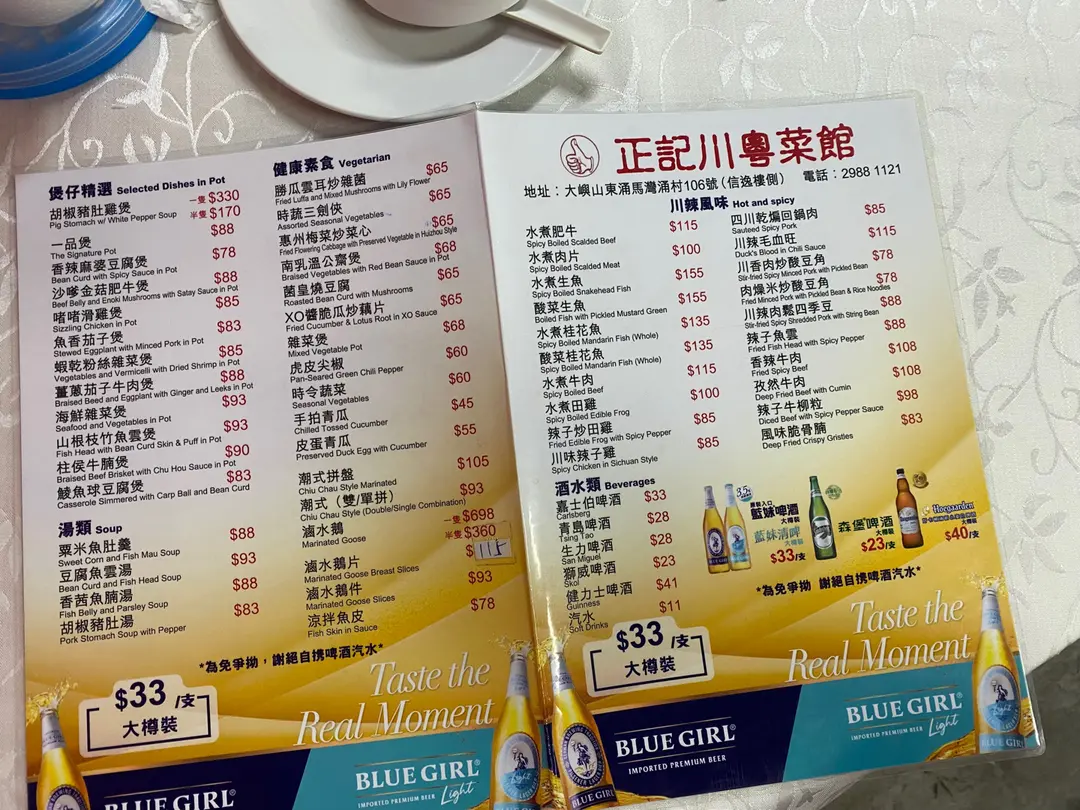 煲仔精選 Selected Dishes in Pot
胡椒豬肚雞煲 一隻 $330
Pig Stomach w/ White Pepper Soup 半隻 $170
一品煲 $88
The Signature Pot
香辣麻婆豆腐煲 $78
Bean Curd with Spicy Sauce in Pot
沙嗲金菇肥牛煲 $88
Beef Belly and Enoki Mushrooms with Satay Sauce in Pot
啫啫滑雞煲 $85
Sizzling Chicken in Pot
魚香茄子煲 $83
Stewed Eggplant with Minced Pork in Pot
蝦乾粉絲雜菜煲 $85
Vegetables and Vermicelli with Dried Shrimp in Pot
薑蔥茄子牛肉煲 $88
Braised Beed and Eggplant with Ginger and Leeks in Pot
海鮮雜菜煲 $93
Seafood and Vegetables in Pot
山根枝竹魚雲煲 $93
Fish Head with Bean Curd Skin & Puff in Pot
柱侯牛腩煲 $90
Braised Beef Brisket with Chu Hou Sauce in Pot
鯪魚球豆腐煲 $83
Casserole Simmered with Carp Ball and Bean Curd
湯類 Soup
粟米魚肚羹 $88
Sweet Corn and Fish Mau Soup
豆腐魚雲湯 $93
Bean Curd and Fish Head Soup
香茜魚腩湯 $88
Fish Belly and Parsley Soup
胡椒豬肚湯 $83
Pork Stomach Soup with Pepper
健康素食 Vegetarian
勝瓜雲耳炒雜菌 $65
Fried Luffa and Mixed Mushrooms with Lily Flower
時蔬三劍俠 $65
Assorted Seasonal Vegetables
惠州梅菜炒菜心 $65
Fried Flowering Cabbage with Preserved Vegetable in Huizhou Style
南乳溫公齋煲 $68
Braised Vegetables with Red Bean Sauce in Pot
菌皇燒豆腐 $65
Roasted Bean Curd with Mushrooms
XO醬脆瓜炒藕片 $65
Fried Cucumber & Lotus Root in XO Sauce
雜菜煲 $68
Mixed Vegetable Pot
虎皮尖椒 $60
Pan-Seared Green Chili Pepper
時令蔬菜 $60
Seasonal Vegetables
手拍青瓜 $45
Chilled Tossed Cucumber
皮蛋青瓜 $55
Preserved Duck Egg with Cucumber
潮式拼盤 $105
Chiu Chau Style Marinated
潮式（雙/單拼） $93
Chiu Chau Style (Double/Single Combination)
滷水鵝 一隻 $698
Marinated Goose 半隻 $360
滷水鵝片 $115
Marinated Goose Breast Slices
滷水鵝件 $93
Marinated Goose Slices
涼拌魚皮 $78
Fish Skin in Sauce
*為免爭拗，謝絕自携啤酒汽水*
$33 /支
大樽裝
Taste the
Real Moment
BLUE GIRL
BLUE GIRL
IMPORTED PREMIUM BEER Light
正記川粵菜館
地址：大嶼山東涌馬灣涌村106號 (信逸樓側) 電話：2988 1121
川辣風味 Hot and spicy
水煮肥牛 $115
Spicy Boiled Scalded Beef
水煮肉片 $100
Spicy Boiled Scalded Meat
水煮生魚 $155
Spicy Boiled Snakehead Fish
酸菜生魚 $155
Boiled Fish with Pickled Mustard Green
水煮桂花魚 $135
Spicy Boiled Mandarin Fish (Whole)
酸菜桂花魚 $135
Spicy Boiled Mandarin Fish (Whole)
水煮牛肉 $115
Spicy Boiled Beef
水煮田雞 $100
Spicy Boiled Edible Frog
辣子炒田雞 $85
Fried Edible Frog with Spicy Pepper
川味辣子雞 $85
Spicy Chicken in Sichuan Style
四川乾煸回鍋肉 $85
Sauteed Spicy Pork
川辣毛血旺 $115
Duck's Blood in Chili Sauce
川香肉炒酸豆角 $78
Stir-fried Spicy Minced Pork with Pickled Bean
肉燥米炒酸豆角 $78
Fried Minced Pork with Pickled Bean & Rice Noodles
川辣肉鬆四季豆 $88
Stir-fried Spicy Shredded Pork with String Bean
辣子魚雲 $88
Fried Fish Head with Spicy Pepper
香辣牛肉 $108
Fried Spicy Beef
孜然牛肉 $108
Deep Fried Beef with Cumin
辣子牛柳粒 $98
Diced Beef with Spicy Pepper Sauce
風味脆骨腩 $83
Deep Fried Crispy Gristles
酒水類 Beverages
嘉士伯啤酒 $33
Carlsberg
青島啤酒 $28
Tsing Tao
生力啤酒 $28
San Miguel
獅威啤酒 $23
Skol
健力士啤酒 $41
Guinness
汽水 $11
Soft Drinks
藍妹啤酒
大樽裝
藍妹清啤
大樽裝
$33/支
森堡啤酒
大樽裝
$23/支
Hoegaarden
大樽裝
$40/支
*為免爭拗 謝絕自携啤酒汽水*
$33 /支
大樽裝
Taste the
Real Moment
BLUE GIRL
IMPORTED PREMIUM BEER
BLUE GIRL
IMPORTED PREMIUM BEER Light